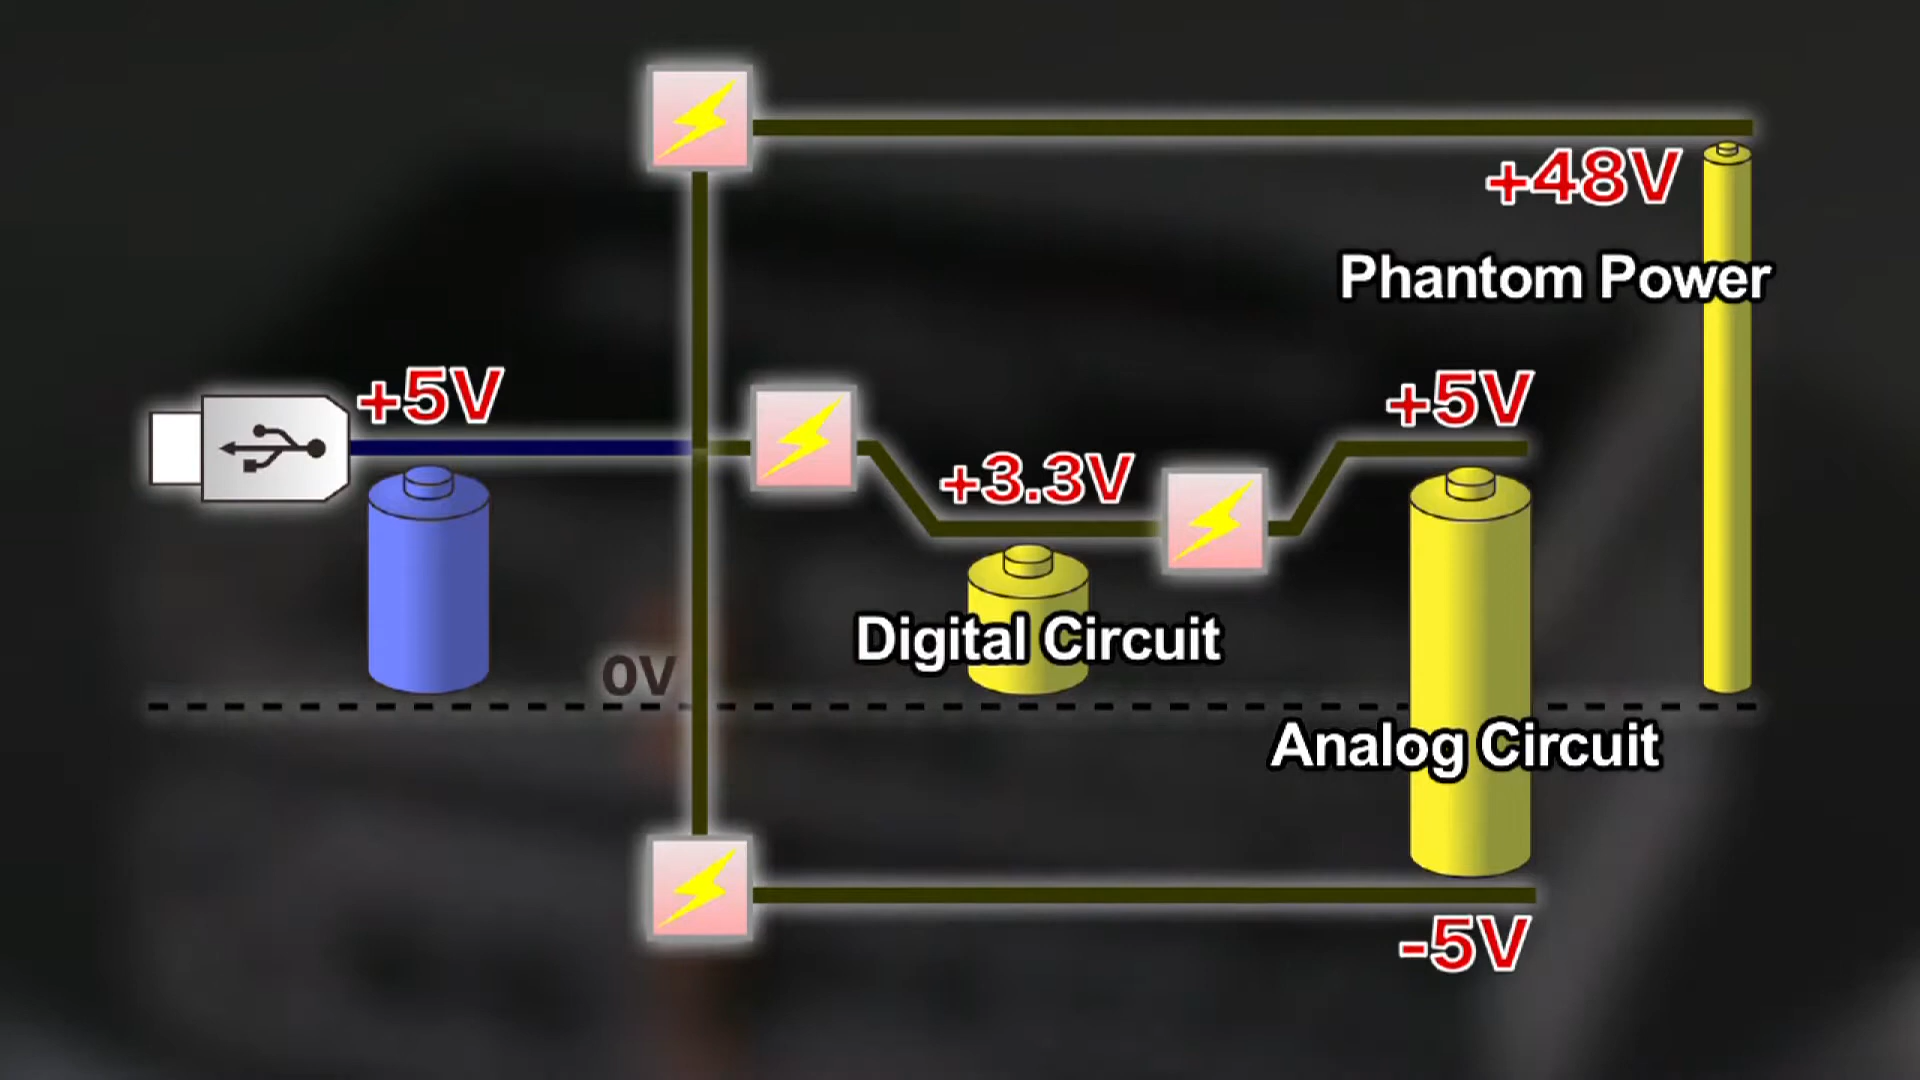 +48V
Phantom Power
+5V
+5V
+3.3V
Digital Circuit
0V
Analog Circuit
-5V